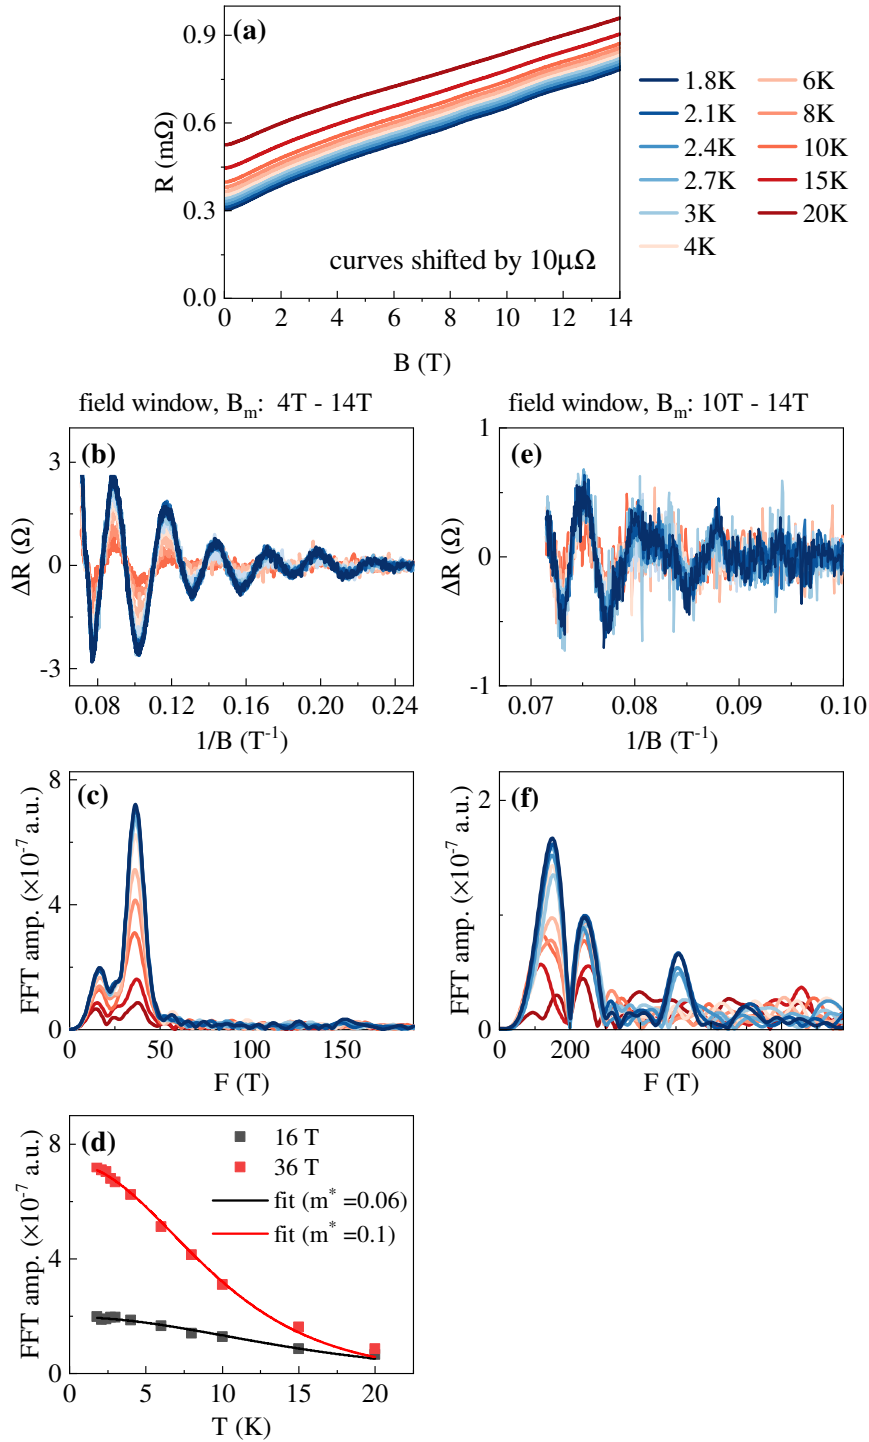 (a)
0.9
0.6
0.3
0.0
R (mΩ)
curves shifted by 10μΩ
0 2 4 6 8 10 12 14
B (T)
1.8K 6K
2.1K 8K
2.4K 10K
2.7K 15K
3K 20K
4K
field window, Bm: 4T - 14T
(b)
3
0
-3
ΔR (Ω)
0.08 0.12 0.16 0.20 0.24
1/B (T-1)
field window, Bm: 10T - 14T
(e)
1
0
-1
ΔR (Ω)
0.07 0.08 0.09 0.10
1/B (T-1)
(c)
8
4
0
FFT amp. (×10-7 a.u.)
0 50 100 150
F (T)
(f)
2
0
FFT amp. (×10-7 a.u.)
0 200 400 600 800
F (T)
(d)
8
4
0
FFT amp. (×10-7 a.u.)
16 T
36 T
fit (m* =0.06)
fit (m* =0.1)
0 5 10 15 20
T (K)